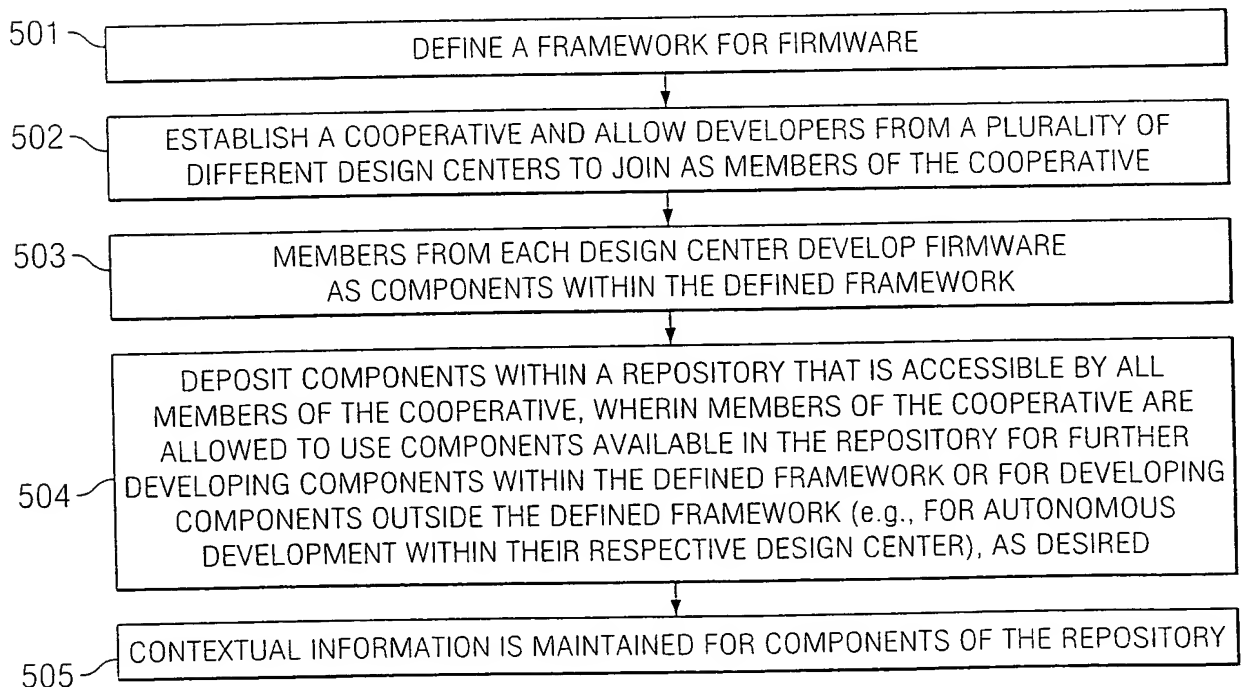 501
DEFINE A FRAMEWORK FOR FIRMWARE
502
ESTABLISH A COOPERATIVE AND ALLOW DEVELOPERS FROM A PLURALITY OF
DIFFERENT DESIGN CENTERS TO JOIN AS MEMBERS OF THE COOPERATIVE
503
MEMBERS FROM EACH DESIGN CENTER DEVELOP FIRMWARE
AS COMPONENTS WITHIN THE DEFINED FRAMEWORK
504
DEPOSIT COMPONENTS WITHIN A REPOSITORY THAT IS ACCESSIBLE BY ALL
MEMBERS OF THE COOPERATIVE, WHERIN MEMBERS OF THE COOPERATIVE ARE
ALLOWED TO USE COMPONENTS AVAILABLE IN THE REPOSITORY FOR FURTHER
DEVELOPING COMPONENTS WITHIN THE DEFINED FRAMEWORK OR FOR DEVELOPING
COMPONENTS OUTSIDE THE DEFINED FRAMEWORK (e.g., FOR AUTONOMOUS
DEVELOPMENT WITHIN THEIR RESPECTIVE DESIGN CENTER), AS DESIRED
505
CONTEXTUAL INFORMATION IS MAINTAINED FOR COMPONENTS OF THE REPOSITORY